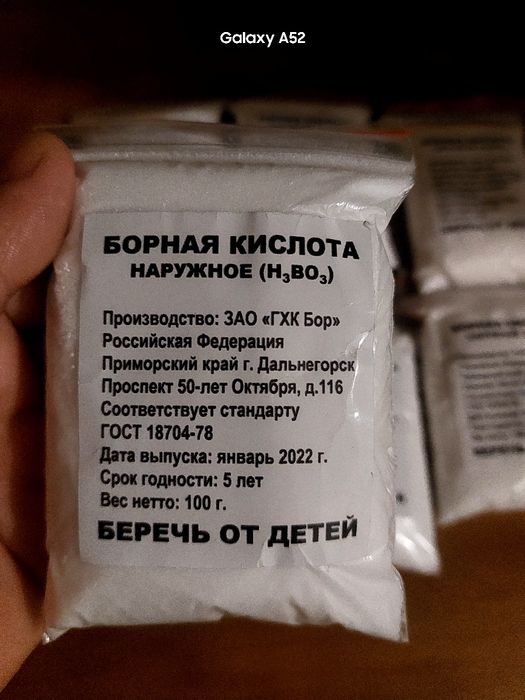 Galaxy A52
БОРНАЯ КИСЛОТА
НАРУЖНОЕ (H₃BO₃)
Производство: ЗАО «ГХК Бор»
Российская Федерация
Приморский край г. Дальнегорск
Проспект 50-лет Октября, д.116
Соответствует стандарту
ГОСТ 18704-78
Дата выпуска: январь 2022 г.
Срок годности: 5 лет
Вес нетто: 100 г.
БЕРЕЧЬ ОТ ДЕТЕЙ